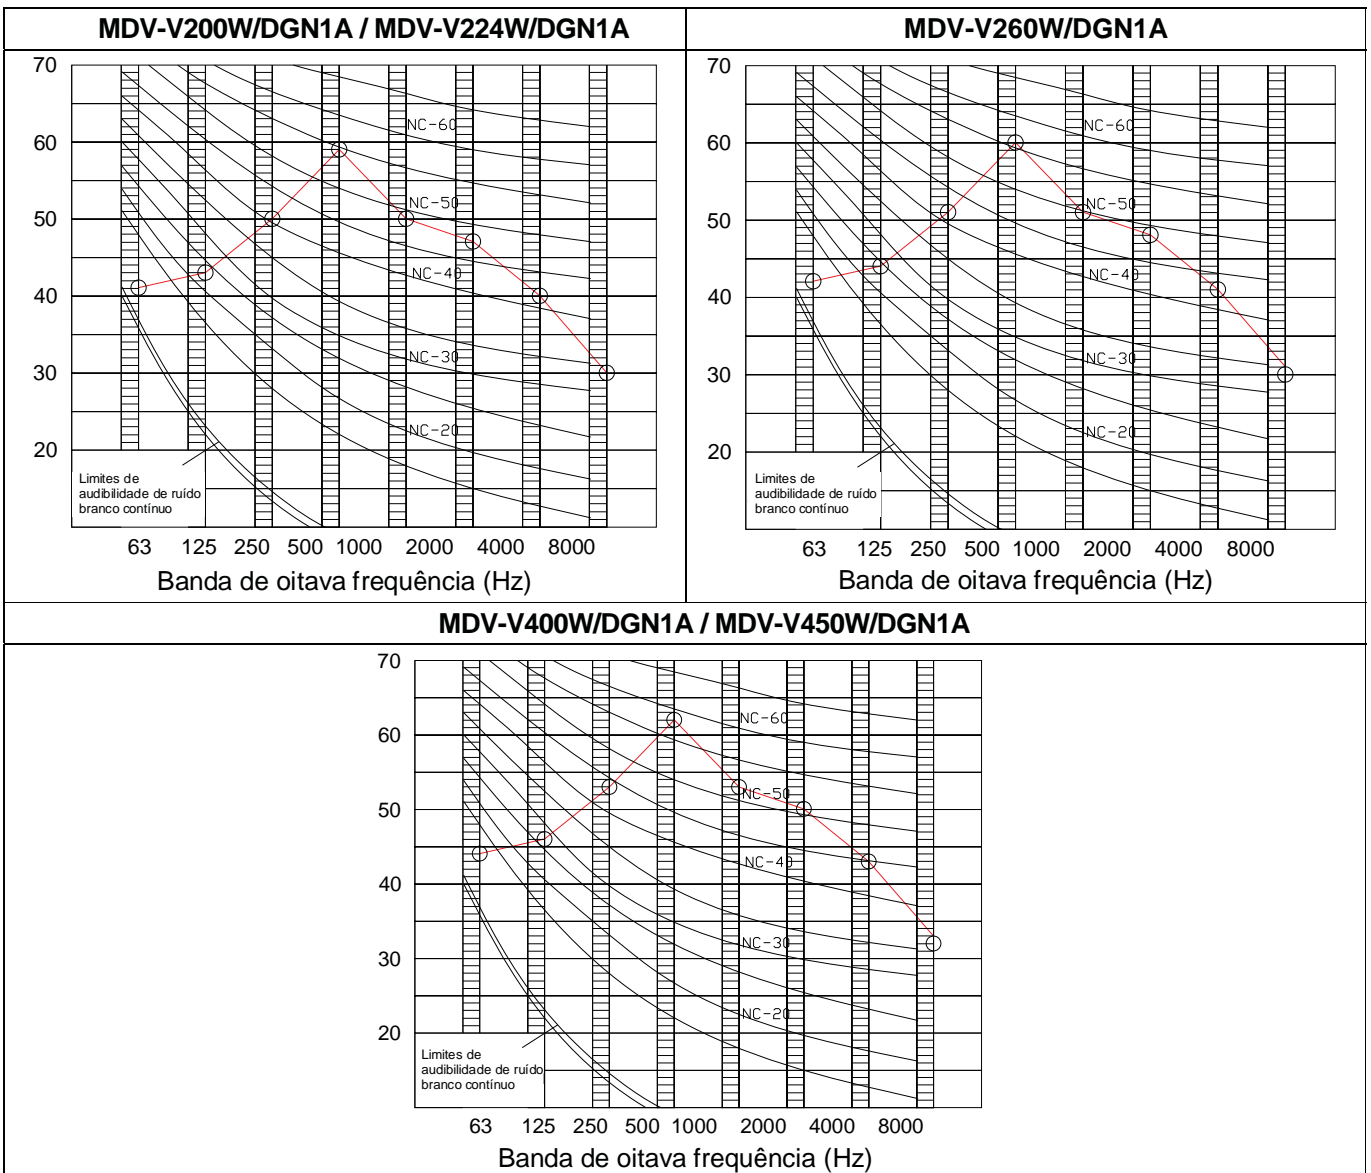 MDV-V200W/DGN1A / MDV-V224W/DGN1A
MDV-V260W/DGN1A
70
60
50
40
30
20
NC-60
NC-50
NC-40
NC-30
NC-20
Limites de
audibilidade de ruído
branco contínuo
63 125 250 500 1000 2000 4000 8000
Banda de oitava frequência (Hz)
70
60
50
40
30
20
NC-60
NC-50
NC-40
NC-30
NC-20
Limites de
audibilidade de ruído
branco contínuo
63 125 250 500 1000 2000 4000 8000
Banda de oitava frequência (Hz)
MDV-V400W/DGN1A / MDV-V450W/DGN1A
70
60
50
40
30
20
NC-60
NC-50
NC-40
NC-30
NC-20
Limites de
audibilidade de ruído
branco contínuo
63 125 250 500 1000 2000 4000 8000
Banda de oitava frequência (Hz)